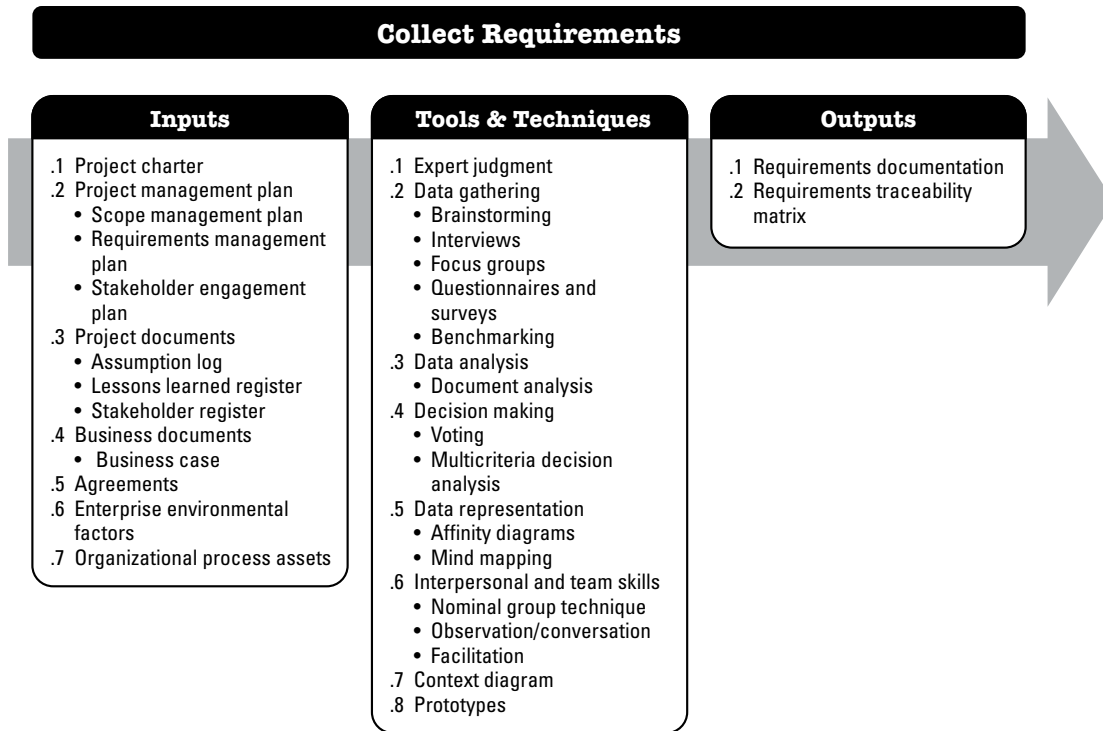 Collect Requirements
Inputs
.1 Project charter
.2 Project management plan
• Scope management plan
• Requirements management
plan
• Stakeholder engagement
plan
.3 Project documents
• Assumption log
• Lessons learned register
• Stakeholder register
.4 Business documents
• Business case
.5 Agreements
.6 Enterprise environmental
factors
.7 Organizational process assets
Tools & Techniques
.1 Expert judgment
.2 Data gathering
• Brainstorming
• Interviews
• Focus groups
• Questionnaires and
surveys
• Benchmarking
.3 Data analysis
• Document analysis
.4 Decision making
• Voting
• Multicriteria decision
analysis
.5 Data representation
• Affinity diagrams
• Mind mapping
.6 Interpersonal and team skills
• Nominal group technique
• Observation/conversation
• Facilitation
.7 Context diagram
.8 Prototypes
Outputs
.1 Requirements documentation
.2 Requirements traceability
matrix